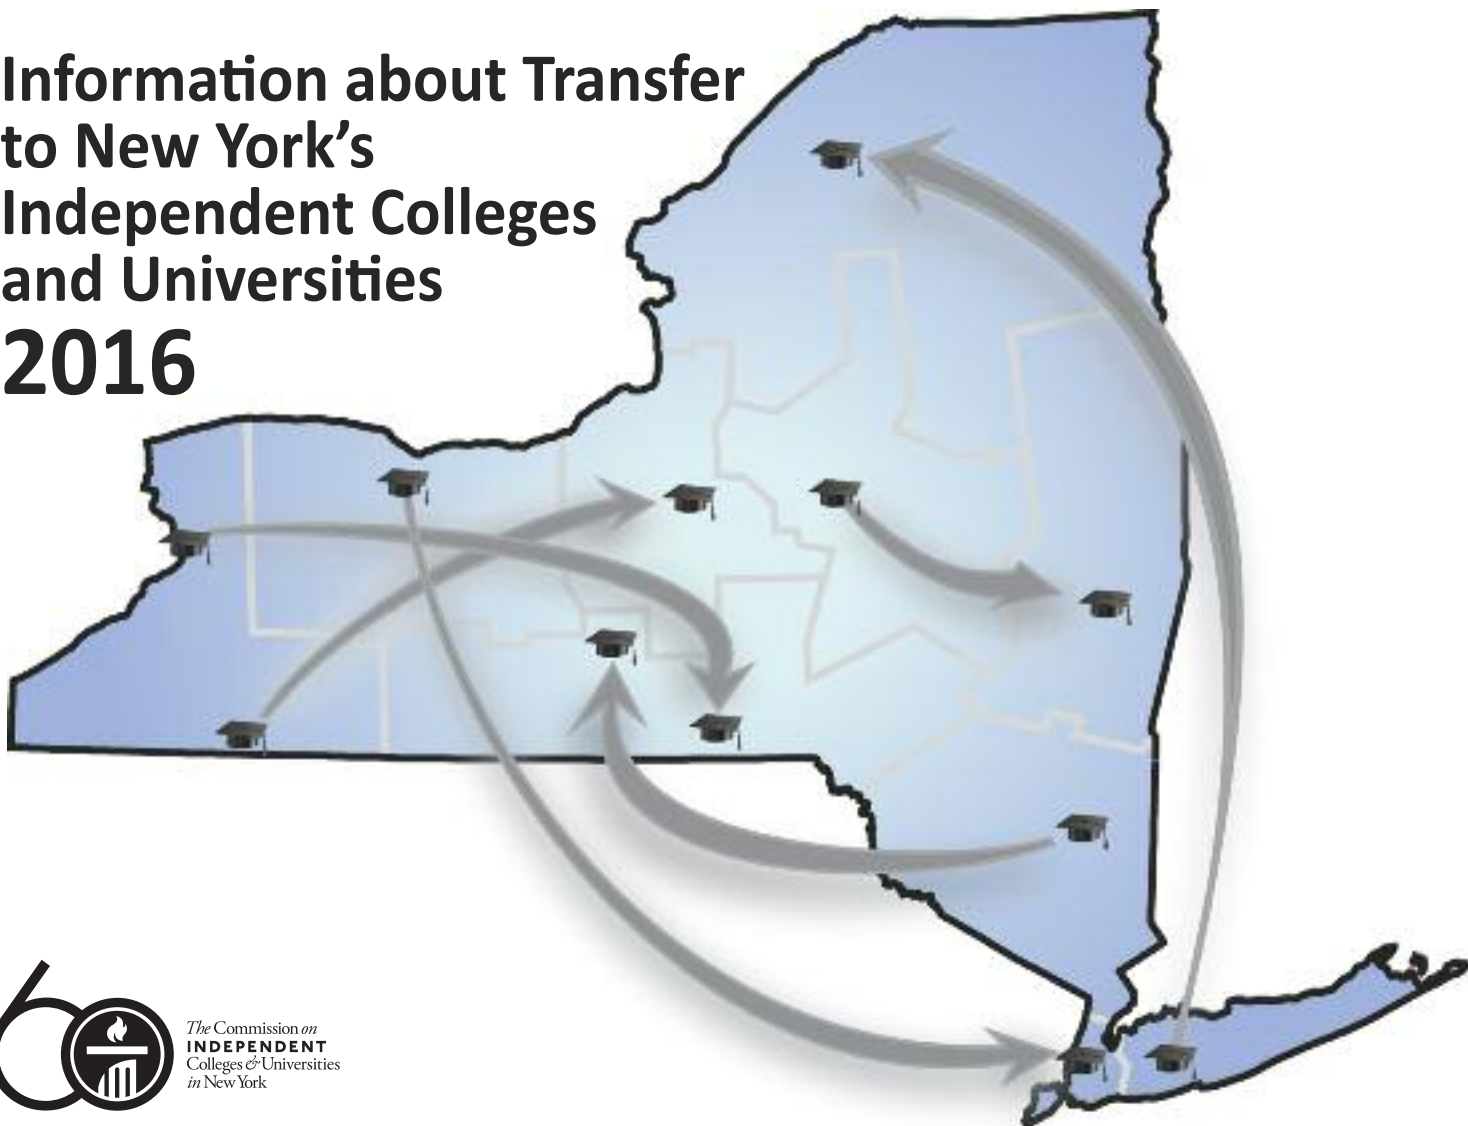 Information about Transfer
to New York's
Independent Colleges
and Universities
2016
60
The Commission on
INDEPENDENT
Colleges & Universities
in New York